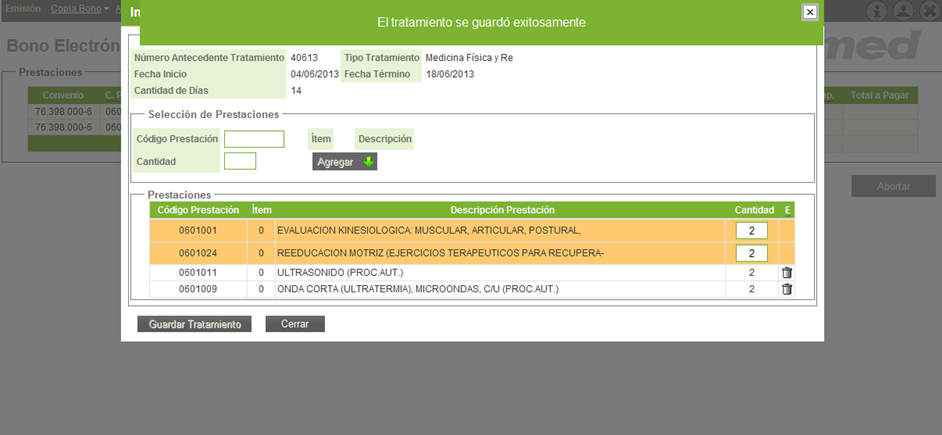 Emisión Copia Bono
In
El tratamiento se guardó exitosamente
Bono Electrón
med
Número Antecedente Tratamiento 40613 Tipo Tratamiento Medicina Física y Re
Fecha Inicio 04/06/2013 Fecha Término 18/06/2013
Cantidad de Días 14
Prestaciones
Convenio C. P Total a Pagar
76.398.000-6 060
76.398.000-6 060
Selección de Prestaciones
Código Prestación Ítem Descripción
Cantidad Agregar
Abortar
Prestaciones
Código Prestación Ítem Descripción Prestación Cantidad E
0601001 0 EVALUACION KINESIOLOGICA: MUSCULAR, ARTICULAR, POSTURAL, 2
0601024 0 REEDUCACION MOTRIZ (EJERCICIOS TERAPEUTICOS PARA RECUPERA- 2
0601011 0 ULTRASONIDO (PROC.AUT.) 2
0601009 0 ONDA CORTA (ULTRATERMIA), MICROONDAS, C/U (PROC.AUT.) 2
Guardar Tratamiento Cerrar